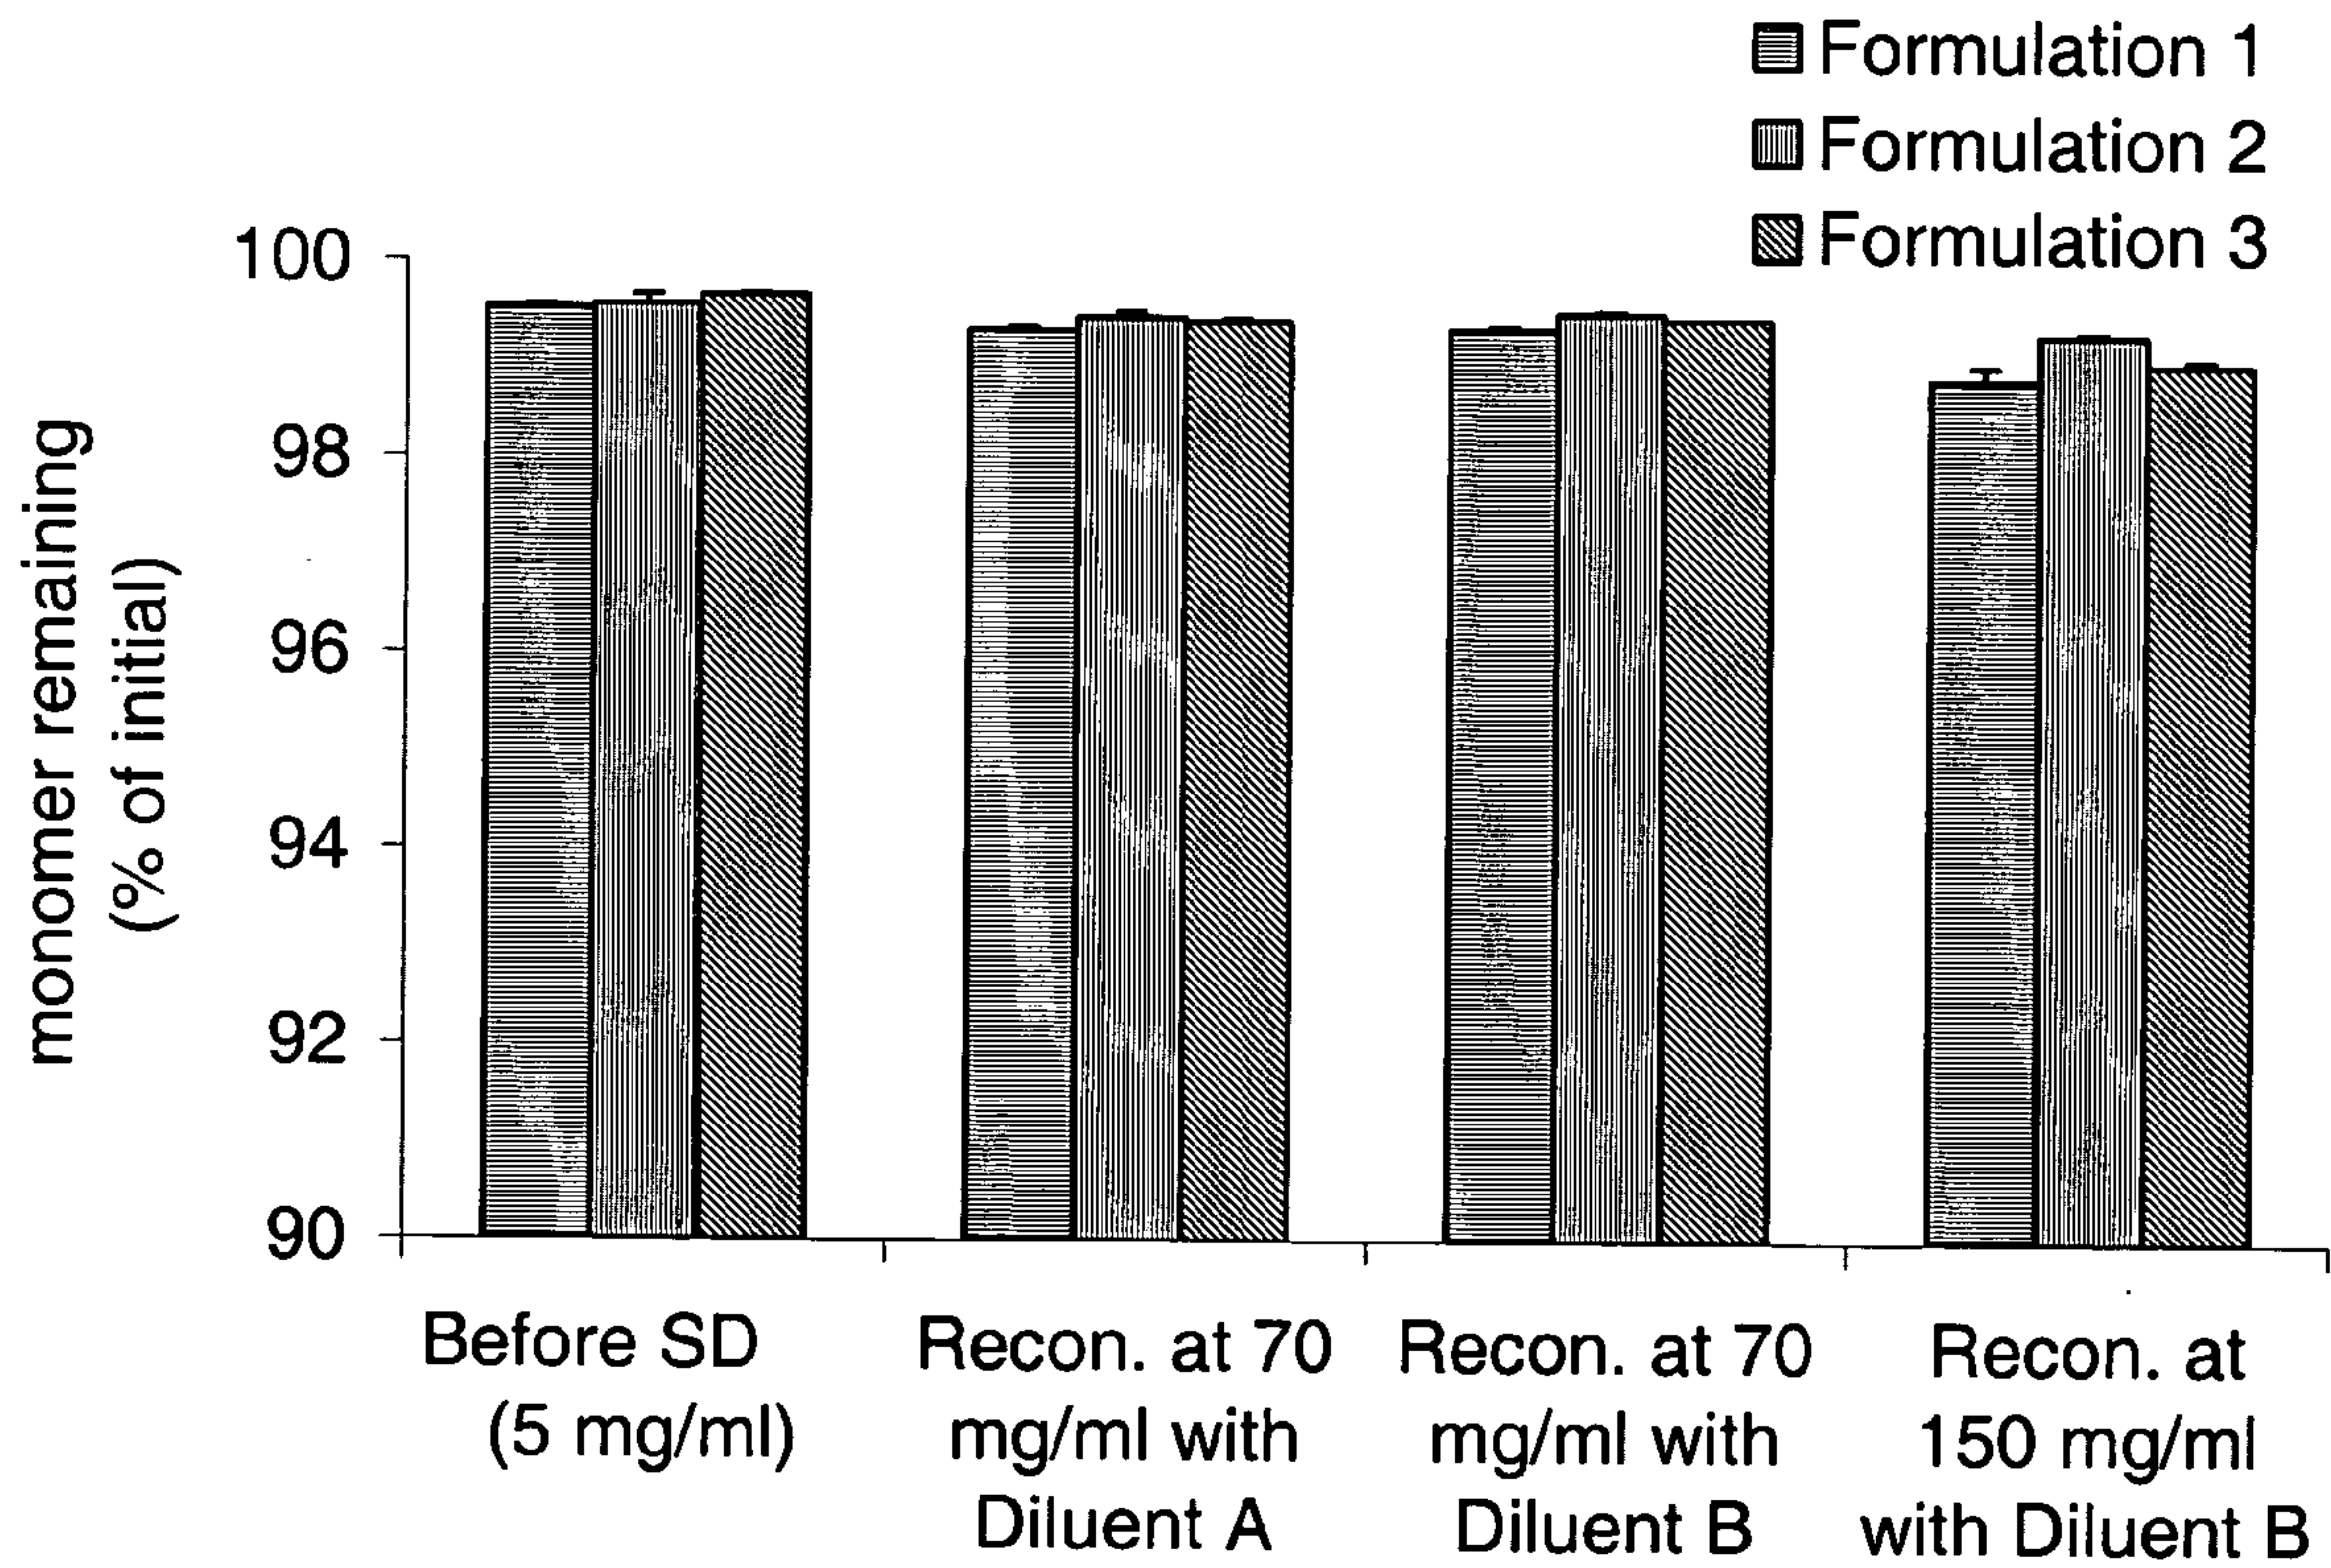 Formulation 1
Formulation 2
Formulation 3
monomer remaining
(% of initial)
100
98
96
94
92
90
Before SD
(5 mg/ml)
Recon. at 70
mg/ml with
Diluent A
Recon. at 70
mg/ml with
Diluent B
Recon. at
150 mg/ml
with Diluent B